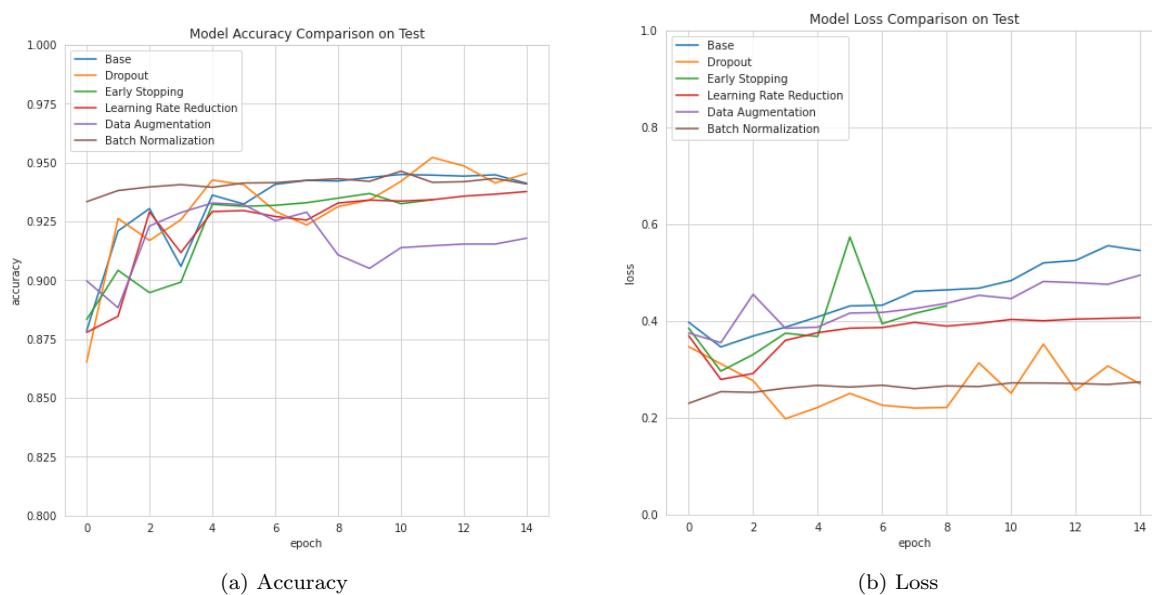 Model Accuracy Comparison on Test
1.000
0.975
0.950
0.925
0.900
0.875
0.850
0.825
0.800
accuracy
Base
Dropout
Early Stopping
Learning Rate Reduction
Data Augmentation
Batch Normalization
0 2 4 6 8 10 12 14
epoch
(a) Accuracy
Model Loss Comparison on Test
1.0
0.8
0.6
0.4
0.2
0.0
loss
Base
Dropout
Early Stopping
Learning Rate Reduction
Data Augmentation
Batch Normalization
0 2 4 6 8 10 12 14
epoch
(b) Loss